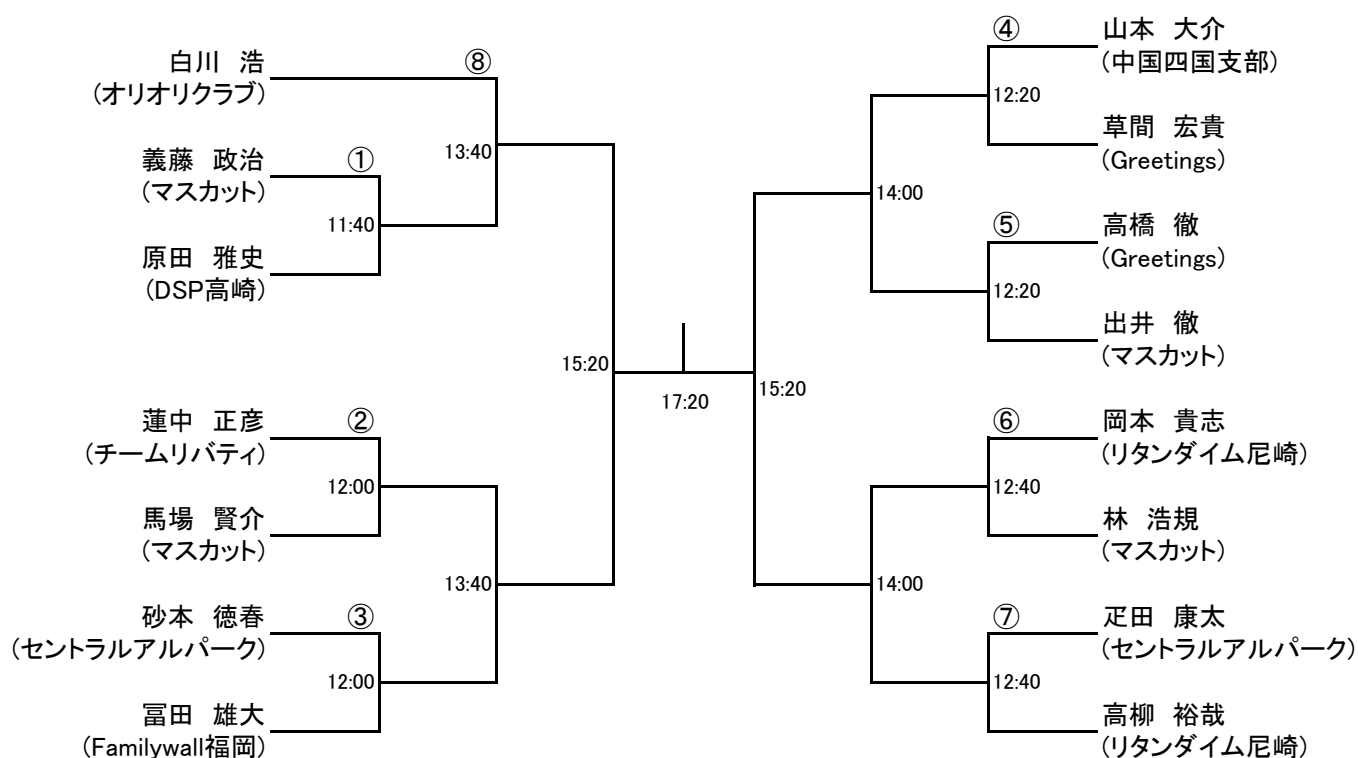 白川　浩
(オリオリクラブ)
⑧
13:40
義藤　政治
(マスカット)
①
11:40
原田　雅史
(DSP高崎)
15:20
蓮中　正彦
(チームリバティ)
②
12:00
馬場　賢介
(マスカット)
13:40
砂本　徳春
(セントラルアルパーク)
③
12:00
冨田　雄大
(Familywall福岡)
17:20
④
山本　大介
(中国四国支部)
12:20
草間　宏貴
(Greetings)
14:00
⑤
高橋　徹
(Greetings)
12:20
出井　徹
(マスカット)
15:20
⑥
岡本　貴志
(リタンダイム尼崎)
12:40
林　浩規
(マスカット)
14:00
⑦
疋田　康太
(セントラルアルパーク)
12:40
高柳　裕哉
(リタンダイム尼崎)